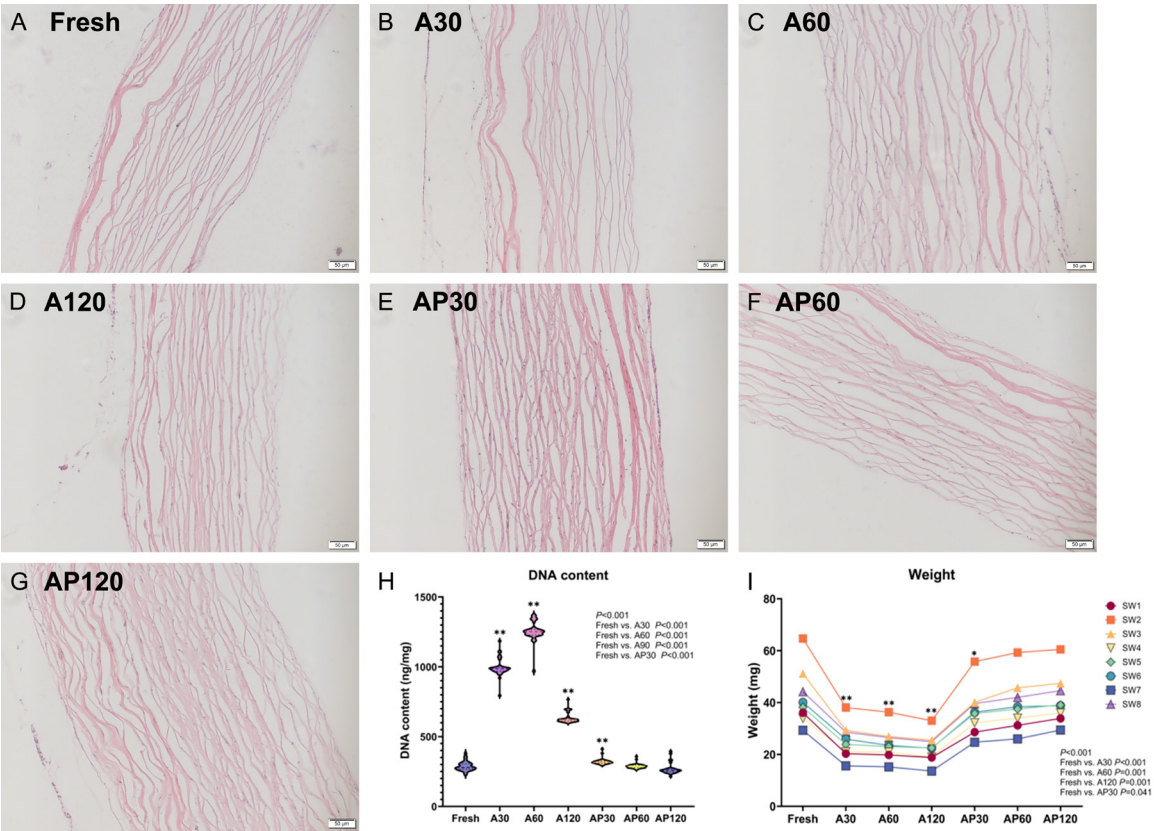 A Fresh
50 µm
B A30
50 µm
C A60
50 µm
D A120
50 µm
E AP30
50 µm
F AP60
50 µm
G AP120
50 µm
H
DNA content
DNA content (ng/mg)
1500
1000
500
0
**
**
**
**
P<0.001
Fresh vs. A30 P<0.001
Fresh vs. A60 P<0.001
Fresh vs. A90 P<0.001
Fresh vs. AP30 P<0.001
Fresh A30 A60 A120 AP30 AP60 AP120
I
Weight
Weight (mg)
80
60
40
20
0
**
**
**
*
SW1
SW2
SW3
SW4
SW5
SW6
SW7
SW8
P<0.001
Fresh vs. A30 P<0.001
Fresh vs. A60 P=0.001
Fresh vs. A120 P=0.001
Fresh vs. AP30 P=0.041
Fresh A30 A60 A120 AP30 AP60 AP120